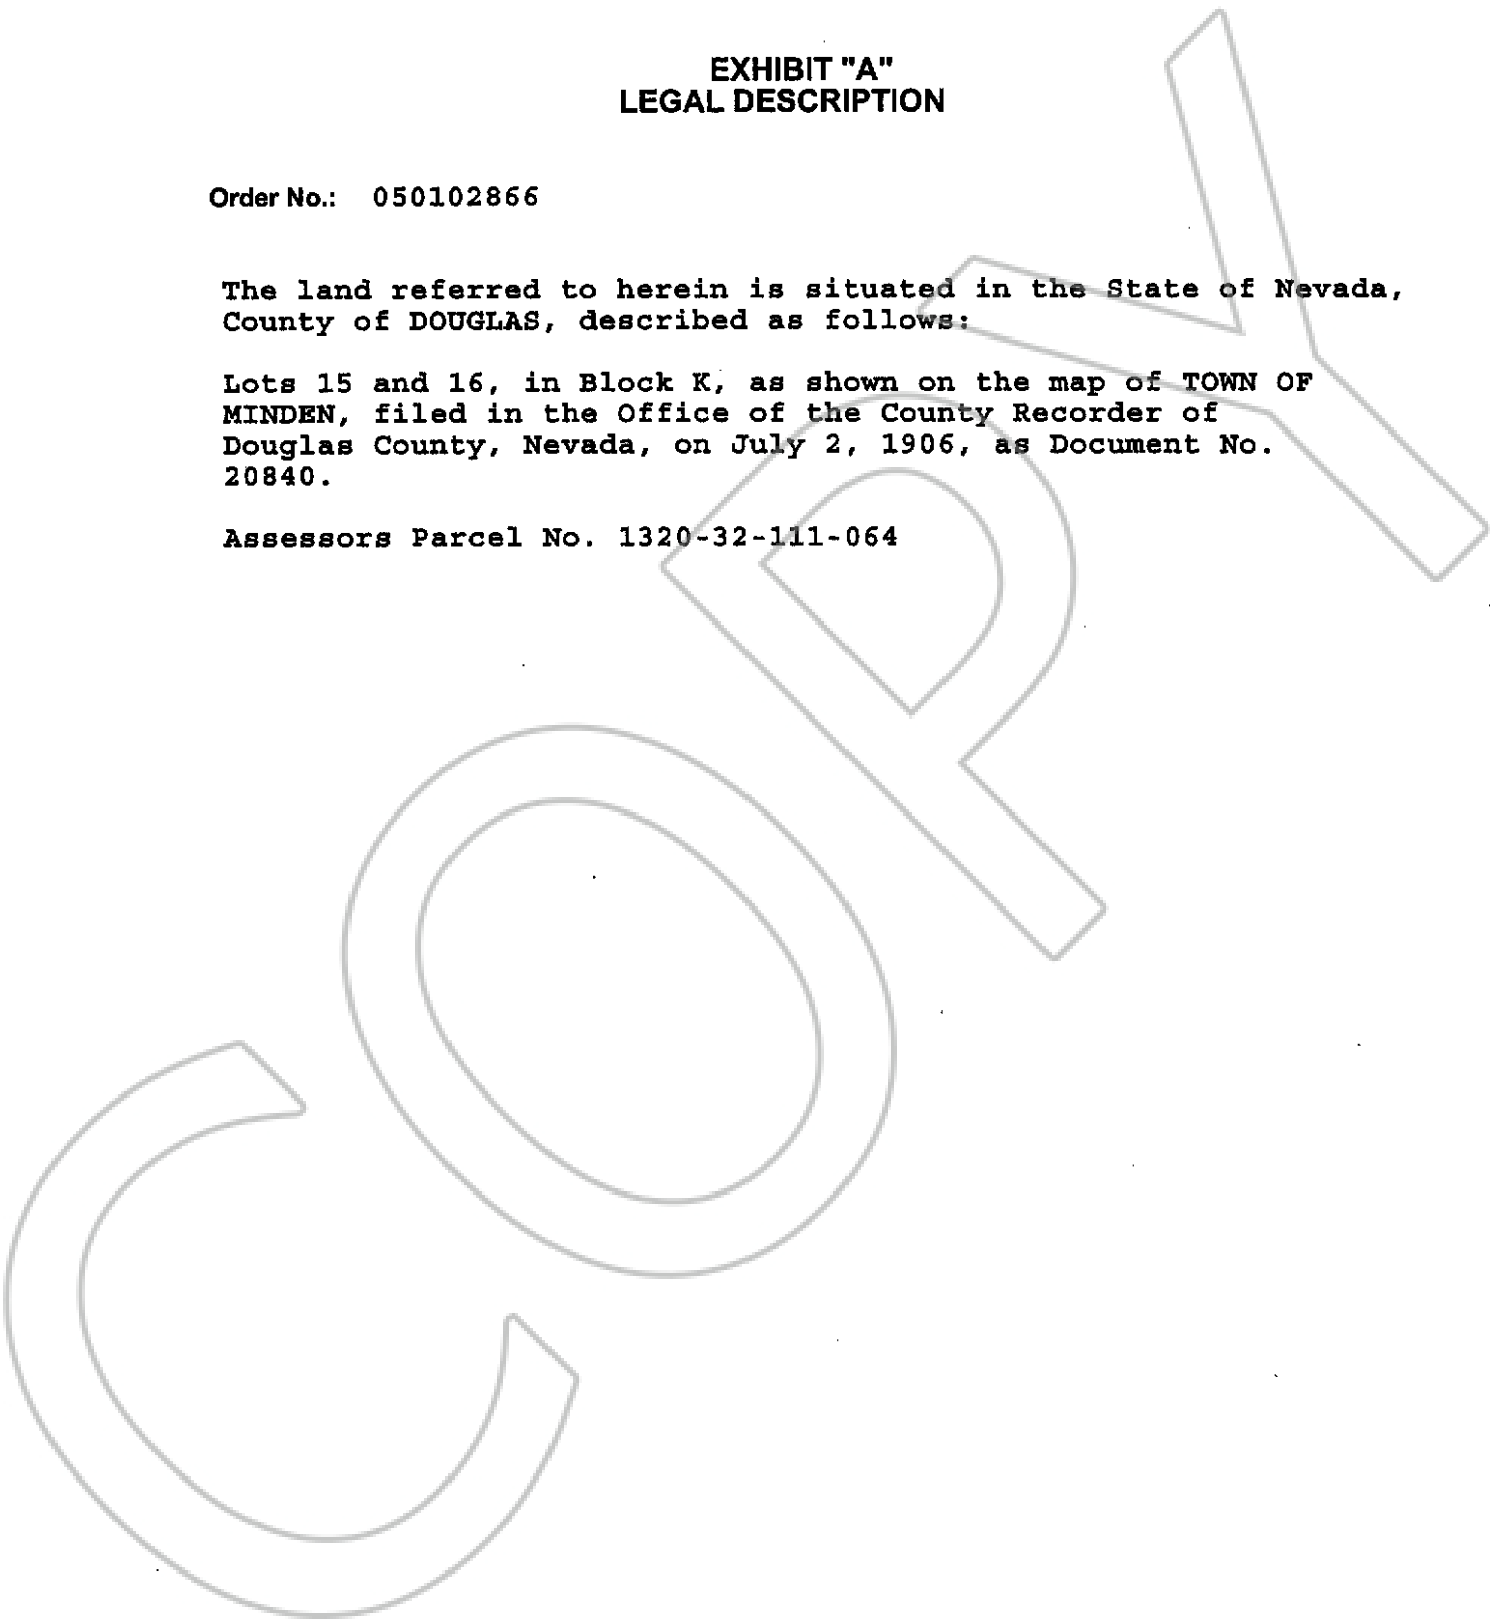 EXHIBIT "A"
LEGAL DESCRIPTION
Order No.: 050102866
The land referred to herein is situated in the State of Nevada,
County of DOUGLAS, described as follows:
Lots 15 and 16, in Block K, as shown on the map of TOWN OF
MINDEN, filed in the Office of the County Recorder of
Douglas County, Nevada, on July 2, 1906, as Document No.
20840.
Assessors Parcel No. 1320-32-111-064
COPY